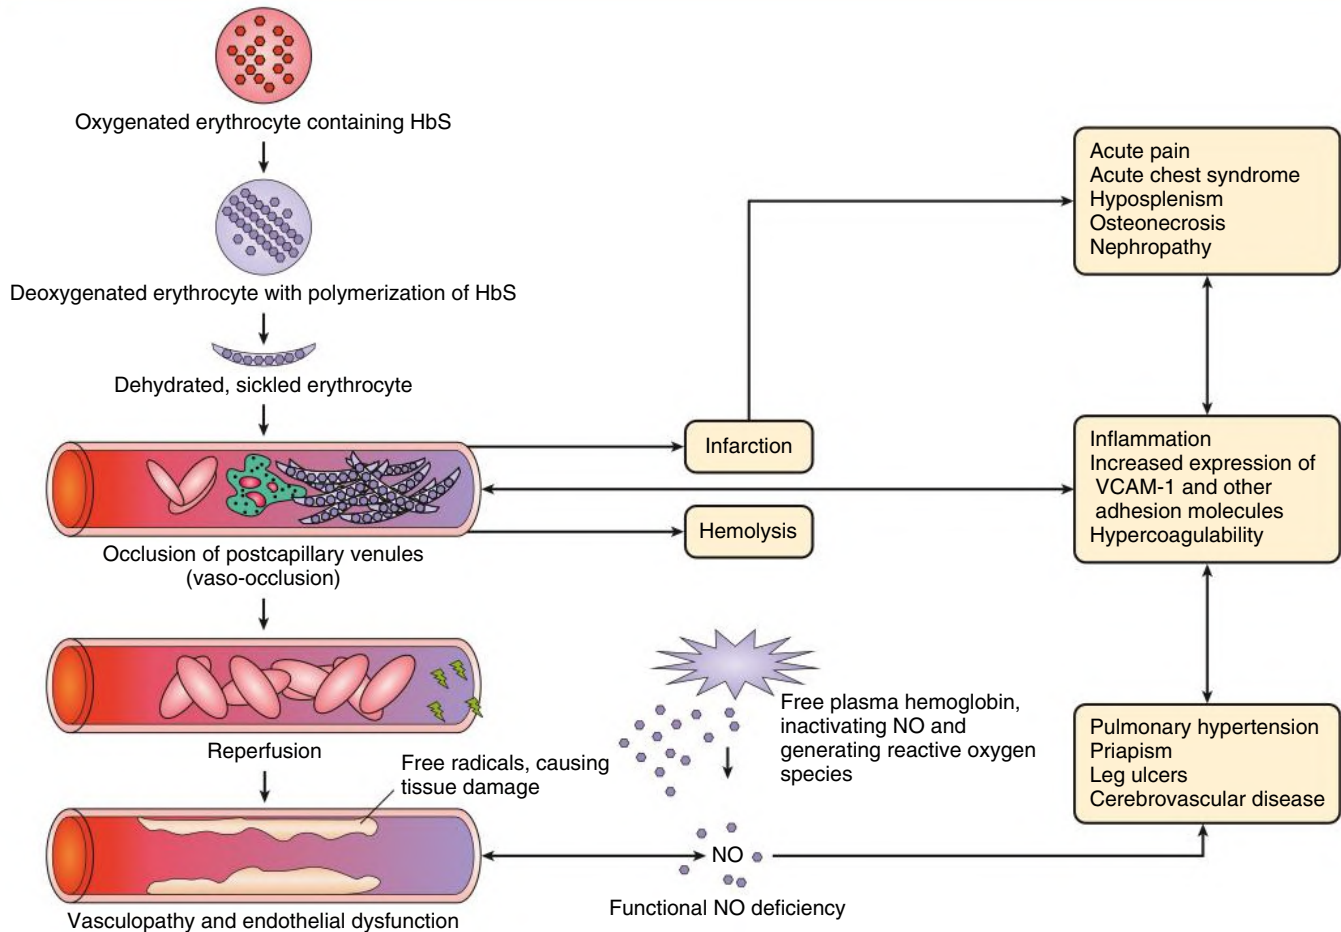 Oxygenated erythrocyte containing HbS
Deoxygenated erythrocyte with polymerization of HbS
Dehydrated, sickled erythrocyte
Occlusion of postcapillary venules
(vaso-occlusion)
Reperfusion
Free radicals, causing
tissue damage
Vasculopathy and endothelial dysfunction
Infarction
Hemolysis
Free plasma hemoglobin,
inactivating NO and
generating reactive oxygen
species
NO
Functional NO deficiency
Acute pain
Acute chest syndrome
Hyposplenism
Osteonecrosis
Nephropathy
Inflammation
Increased expression of
VCAM-1 and other
adhesion molecules
Hypercoagulability
Pulmonary hypertension
Priapism
Leg ulcers
Cerebrovascular disease